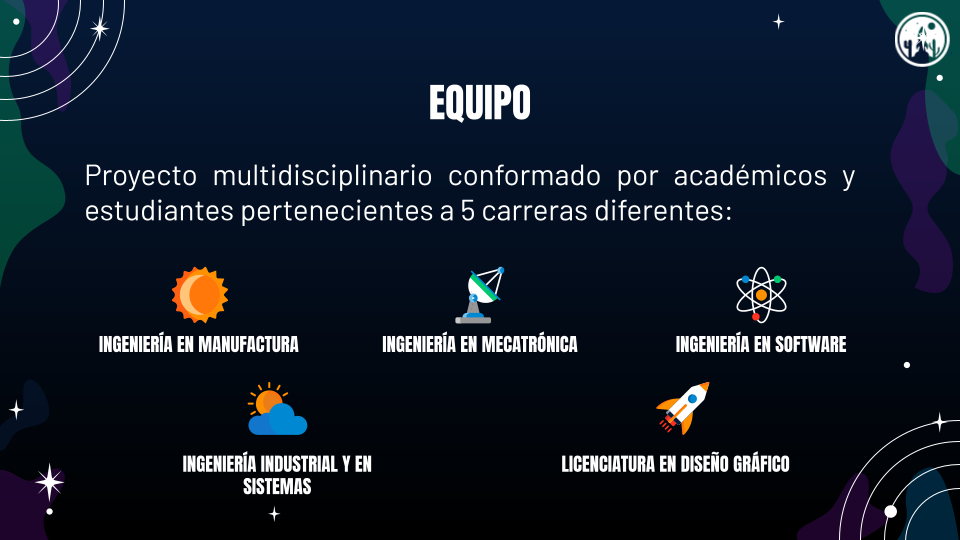 EQUIPO
Proyecto multidisciplinario conformado por académicos y
estudiantes pertenecientes a 5 carreras diferentes:
INGENIERÍA EN MANUFACTURA
INGENIERÍA EN MECATRÓNICA
INGENIERÍA EN SOFTWARE
INGENIERÍA INDUSTRIAL Y EN
SISTEMAS
LICENCIATURA EN DISEÑO GRÁFICO